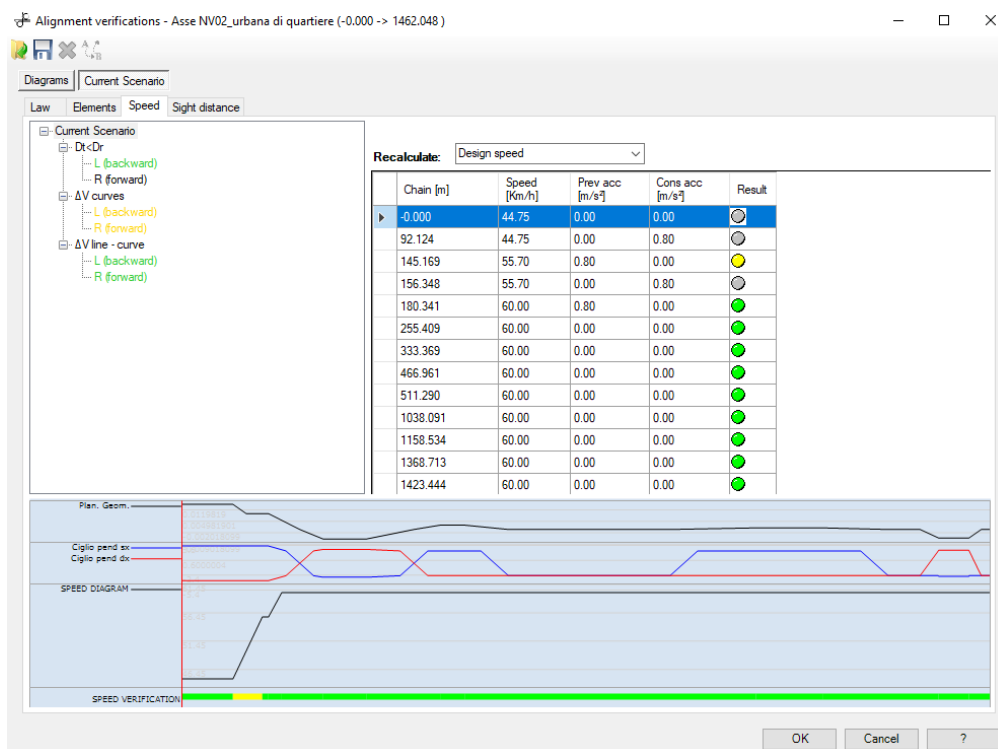 Alignment verifications - Asse NV02_urbana di quartiere (-0.000 -> 1462.048 )
Diagrams Current Scenario
Law Elements Speed Sight distance
Current Scenario
Dt<Dr
L (backward)
R (forward)
ΔV curves
L (backward)
R (forward)
ΔV line - curve
L (backward)
R (forward)
Recalculate: Design speed
Chain [m] Speed [Km/h] Prev acc [m/s²] Cons acc [m/s²] Result
-0.000 44.75 0.00 0.00
92.124 44.75 0.00 0.80
145.169 55.70 0.80 0.00
156.348 55.70 0.00 0.80
180.341 60.00 0.80 0.00
255.409 60.00 0.00 0.00
333.369 60.00 0.00 0.00
466.961 60.00 0.00 0.00
511.290 60.00 0.00 0.00
1038.091 60.00 0.00 0.00
1158.534 60.00 0.00 0.00
1368.713 60.00 0.00 0.00
1423.444 60.00 0.00 0.00
Plan. Geom.
Ciglio pend sx
Ciglio pend dx
SPEED DIAGRAM
SPEED VERIFICATION
OK Cancel ?